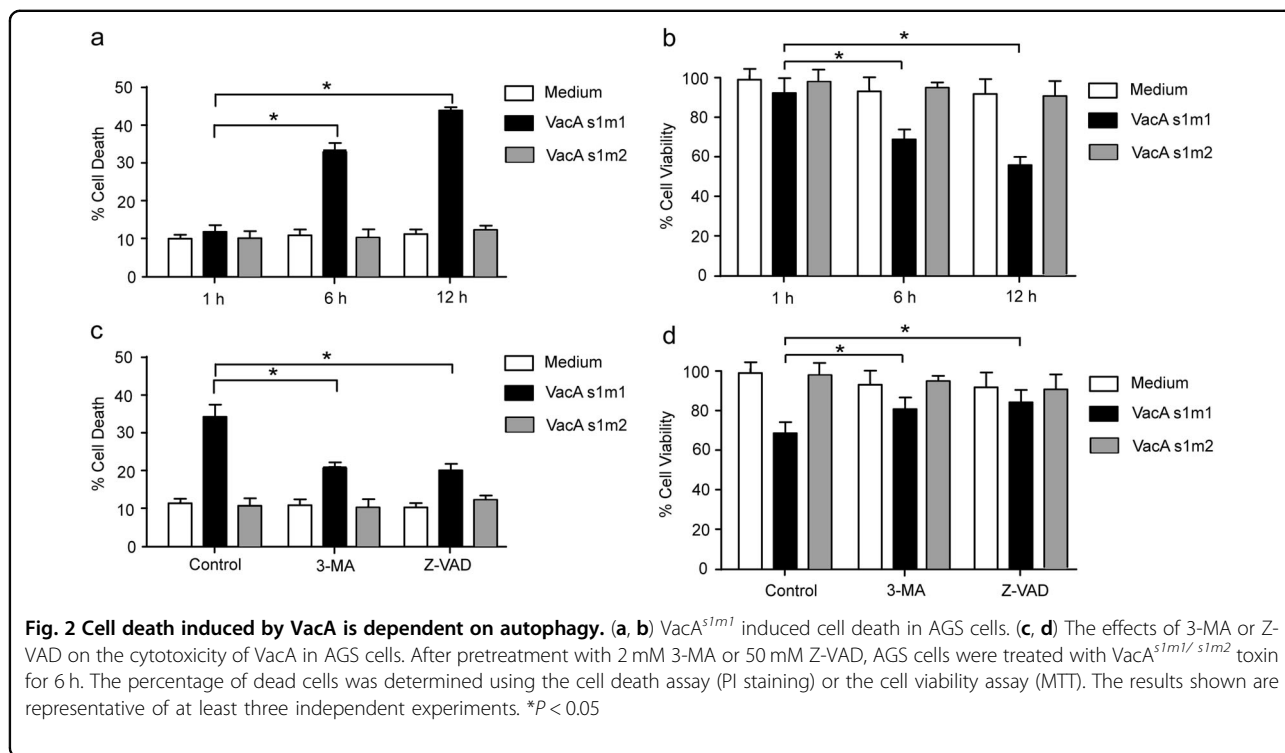 a
% Cell Death
50
40
30
20
10
0
*
*
Medium
VacA s1m1
VacA s1m2
1 h
6 h
12 h
b
% Cell Viability
100
80
60
40
20
0
*
*
Medium
VacA s1m1
VacA s1m2
1 h
6 h
12 h
c
% Cell Death
50
40
30
20
10
0
*
*
Medium
VacA s1m1
VacA s1m2
Control
3-MA
Z-VAD
d
% Cell Viability
100
80
60
40
20
0
*
*
Medium
VacA s1m1
VacA s1m2
Control
3-MA
Z-VAD
Fig. 2 Cell death induced by VacA is dependent on autophagy. (a, b) VacA^s1m1 induced cell death in AGS cells. (c, d) The effects of 3-MA or Z-
VAD on the cytotoxicity of VacA in AGS cells. After pretreatment with 2 mM 3-MA or 50 mM Z-VAD, AGS cells were treated with VacA^s1m1/ s1m2 toxin
for 6 h. The percentage of dead cells was determined using the cell death assay (PI staining) or the cell viability assay (MTT). The results shown are
representative of at least three independent experiments. *P < 0.05